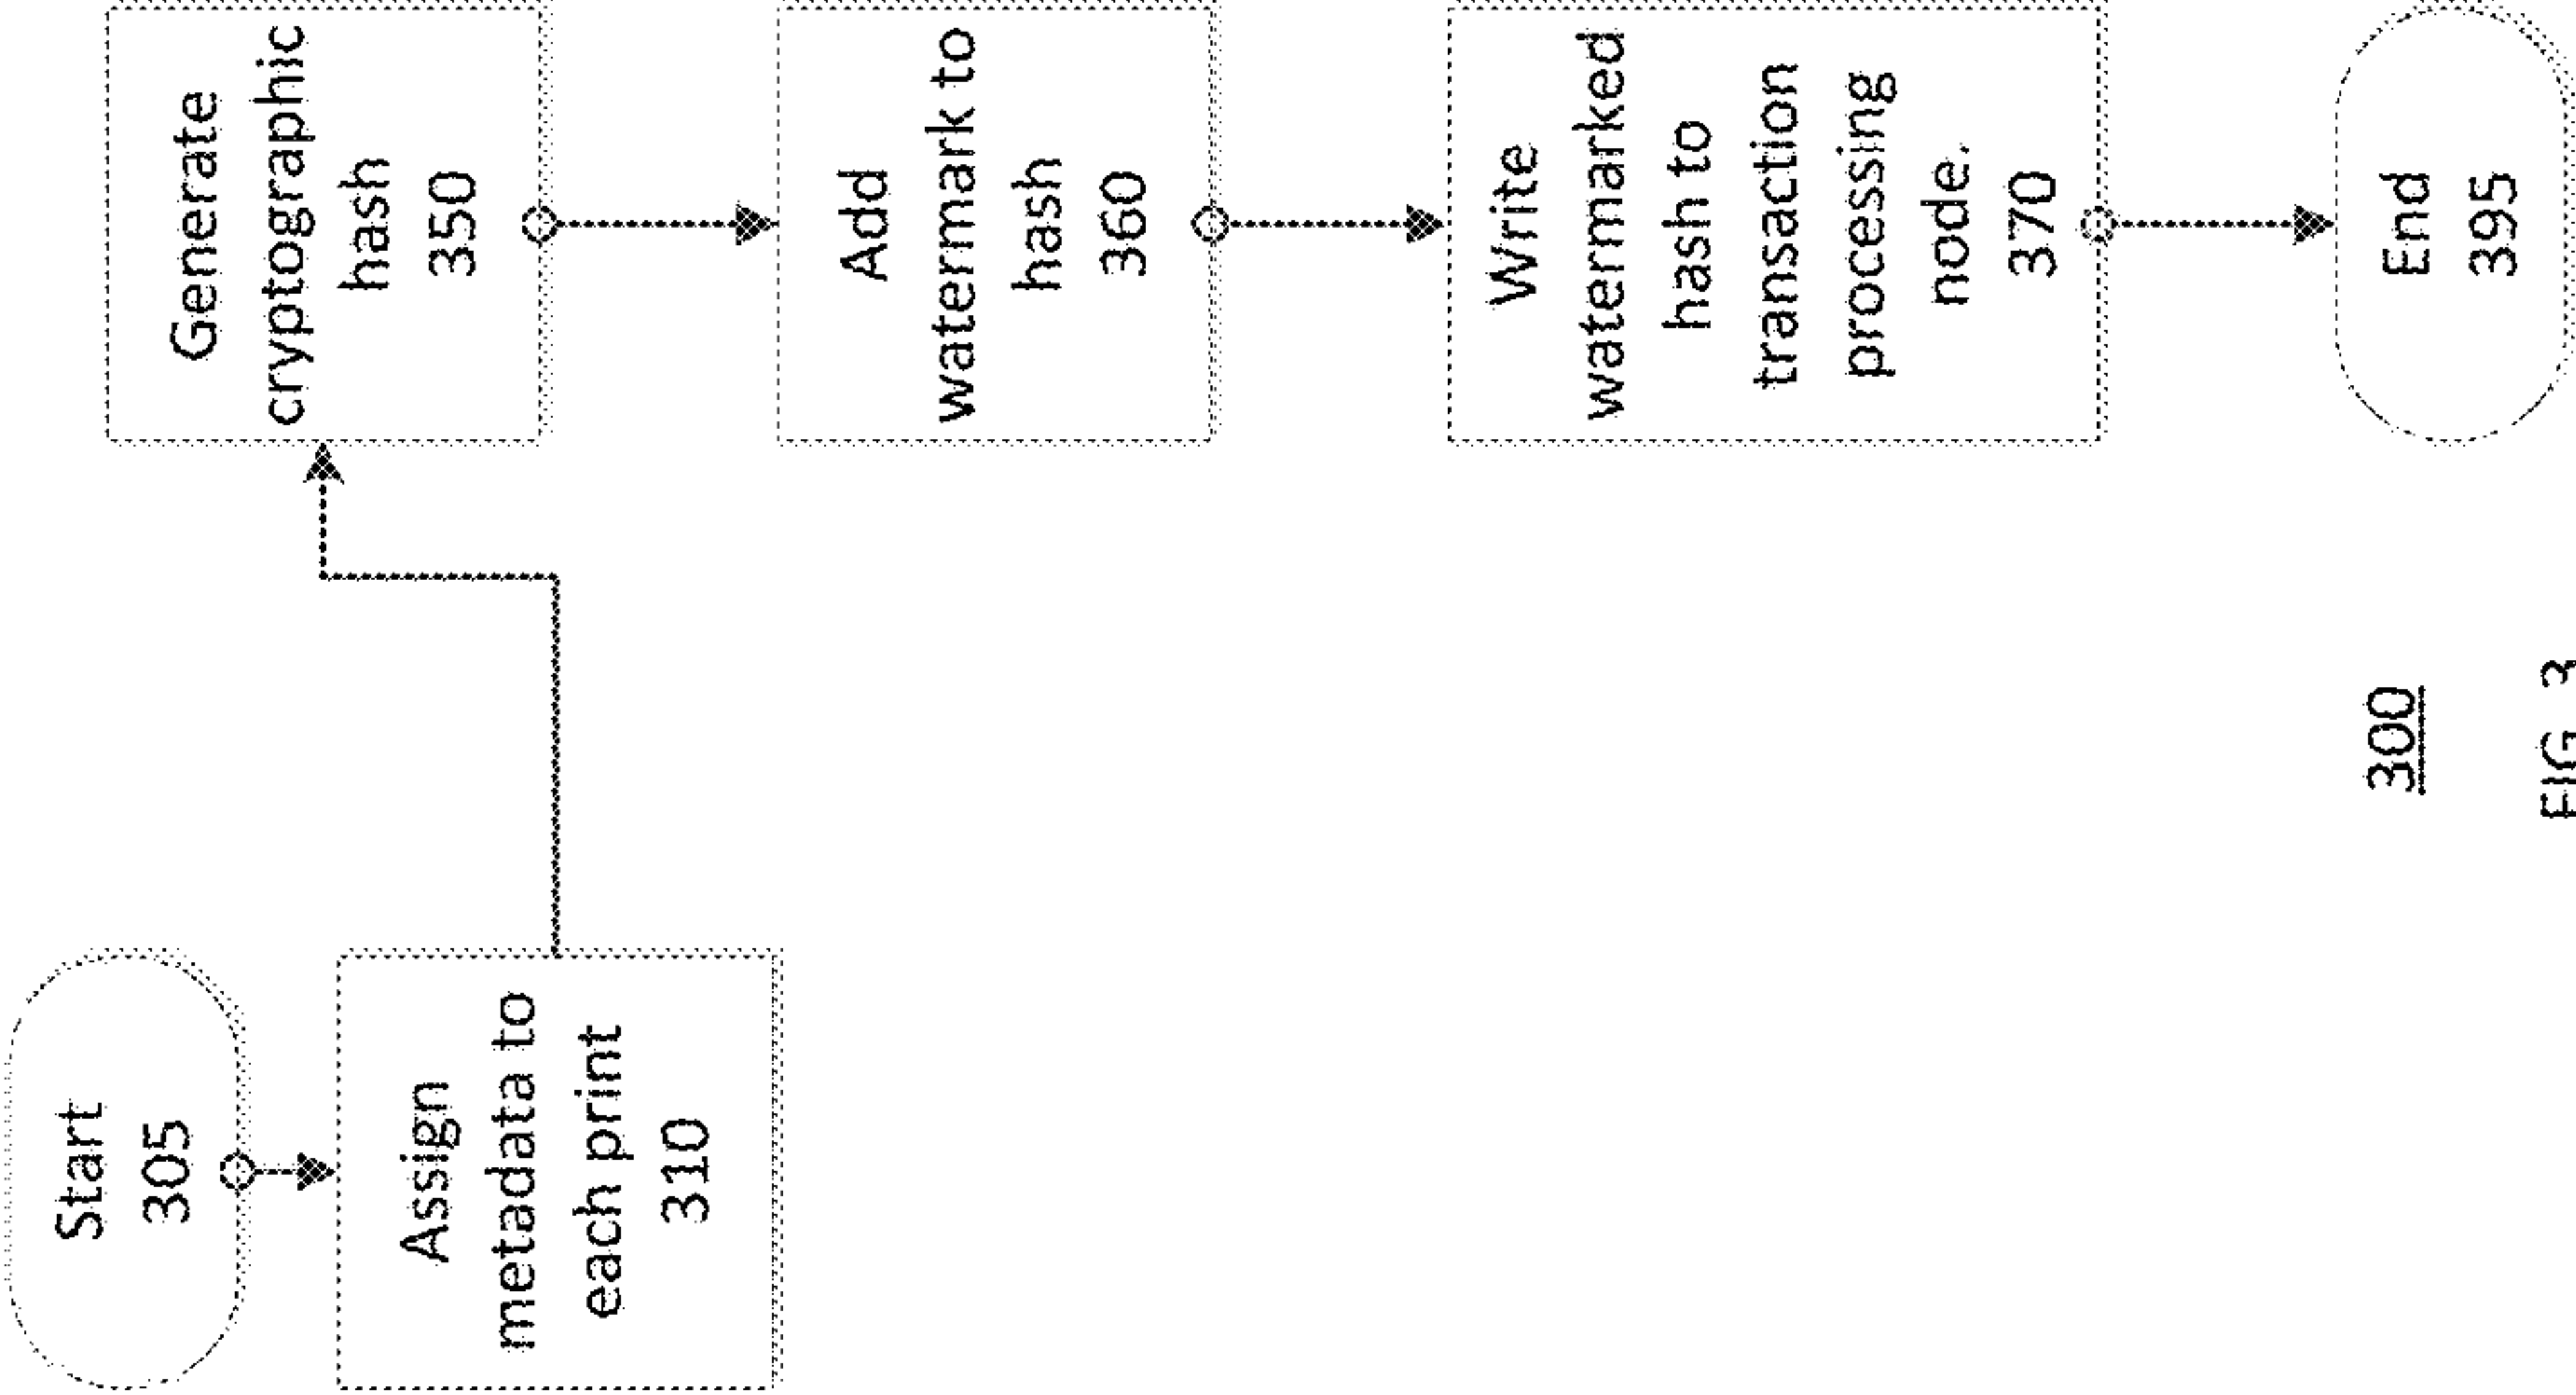 Start
305
Assign
metadata to
each print
310
Generate
cryptographic
hash
350
Add
watermark to
hash
360
Write
watermarked
hash to
transaction
processing
node.
370
End
395
300
FIG. 3